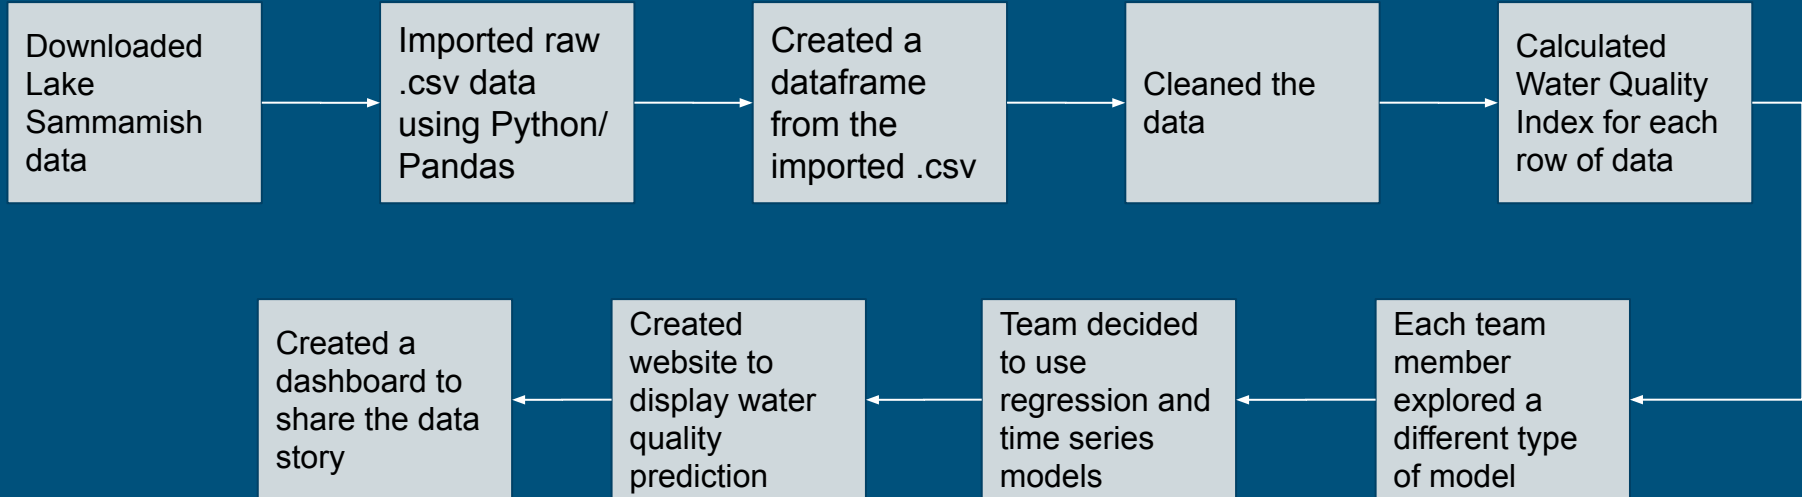 Downloaded
Lake
Sammamish
data
Imported raw
.csv data
using Python/
Pandas
Created a
dataframe
from the
imported .csv
Cleaned the
data
Calculated
Water Quality
Index for each
row of data
Each team
member
explored a
different type
of model
Team decided
to use
regression and
time series
models
Created
website to
display water
quality
prediction
Created a
dashboard to
share the data
story